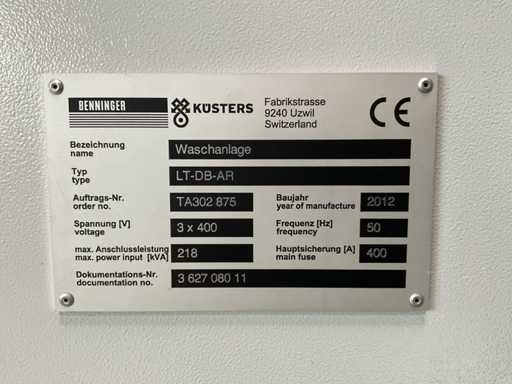 BENNINGER KÜSTERS Fabrikstrasse
9240 Uzwil
Switzerland
CE
Bezeichnung
name
Waschanlage
Typ
type
LT-DB-AR
Auftrags-Nr.
order no.
TA302 875
Baujahr
year of manufacture
2012
Spannung [V]
voltage
3 x 400
Frequenz [Hz]
frequency
50
max. Anschlussleistung
max. power input [kVA]
218
Hauptsicherung [A]
main fuse
400
Dokumentations-Nr.
documentation no.
3 627 080 11